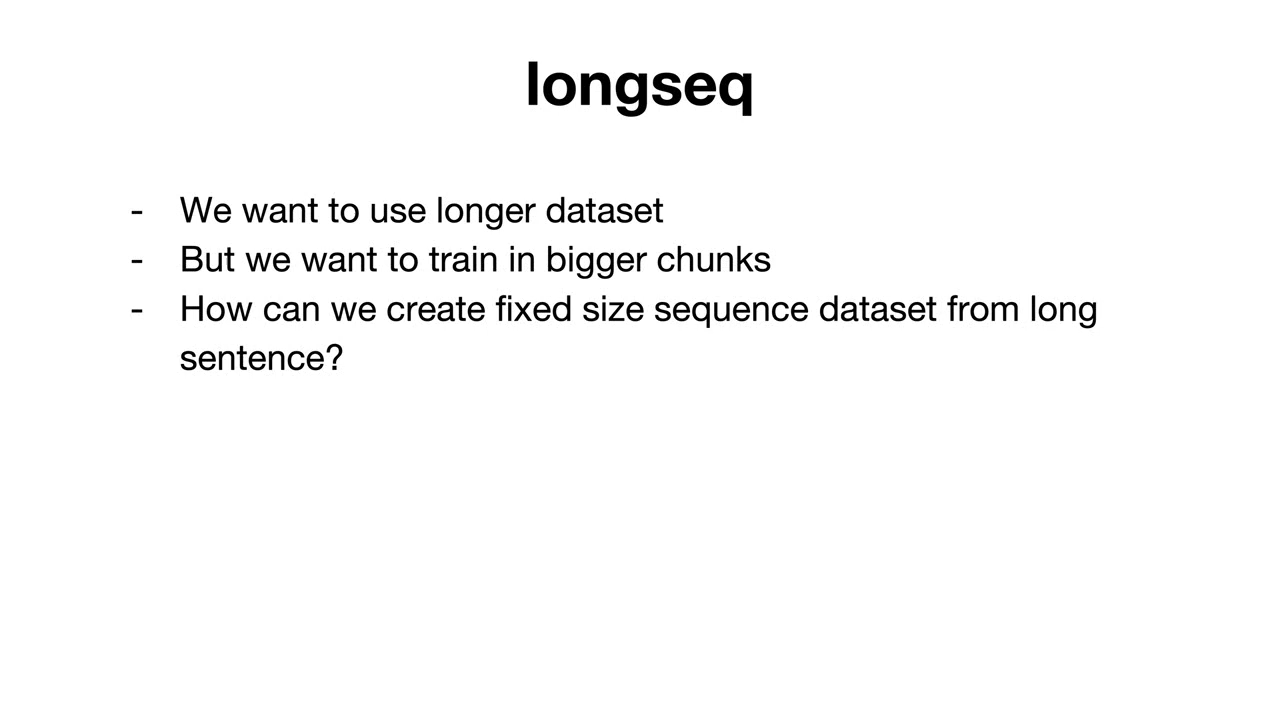 longseq
- We want to use longer dataset
- But we want to train in bigger chunks
- How can we create fixed size sequence dataset from long
sentence?